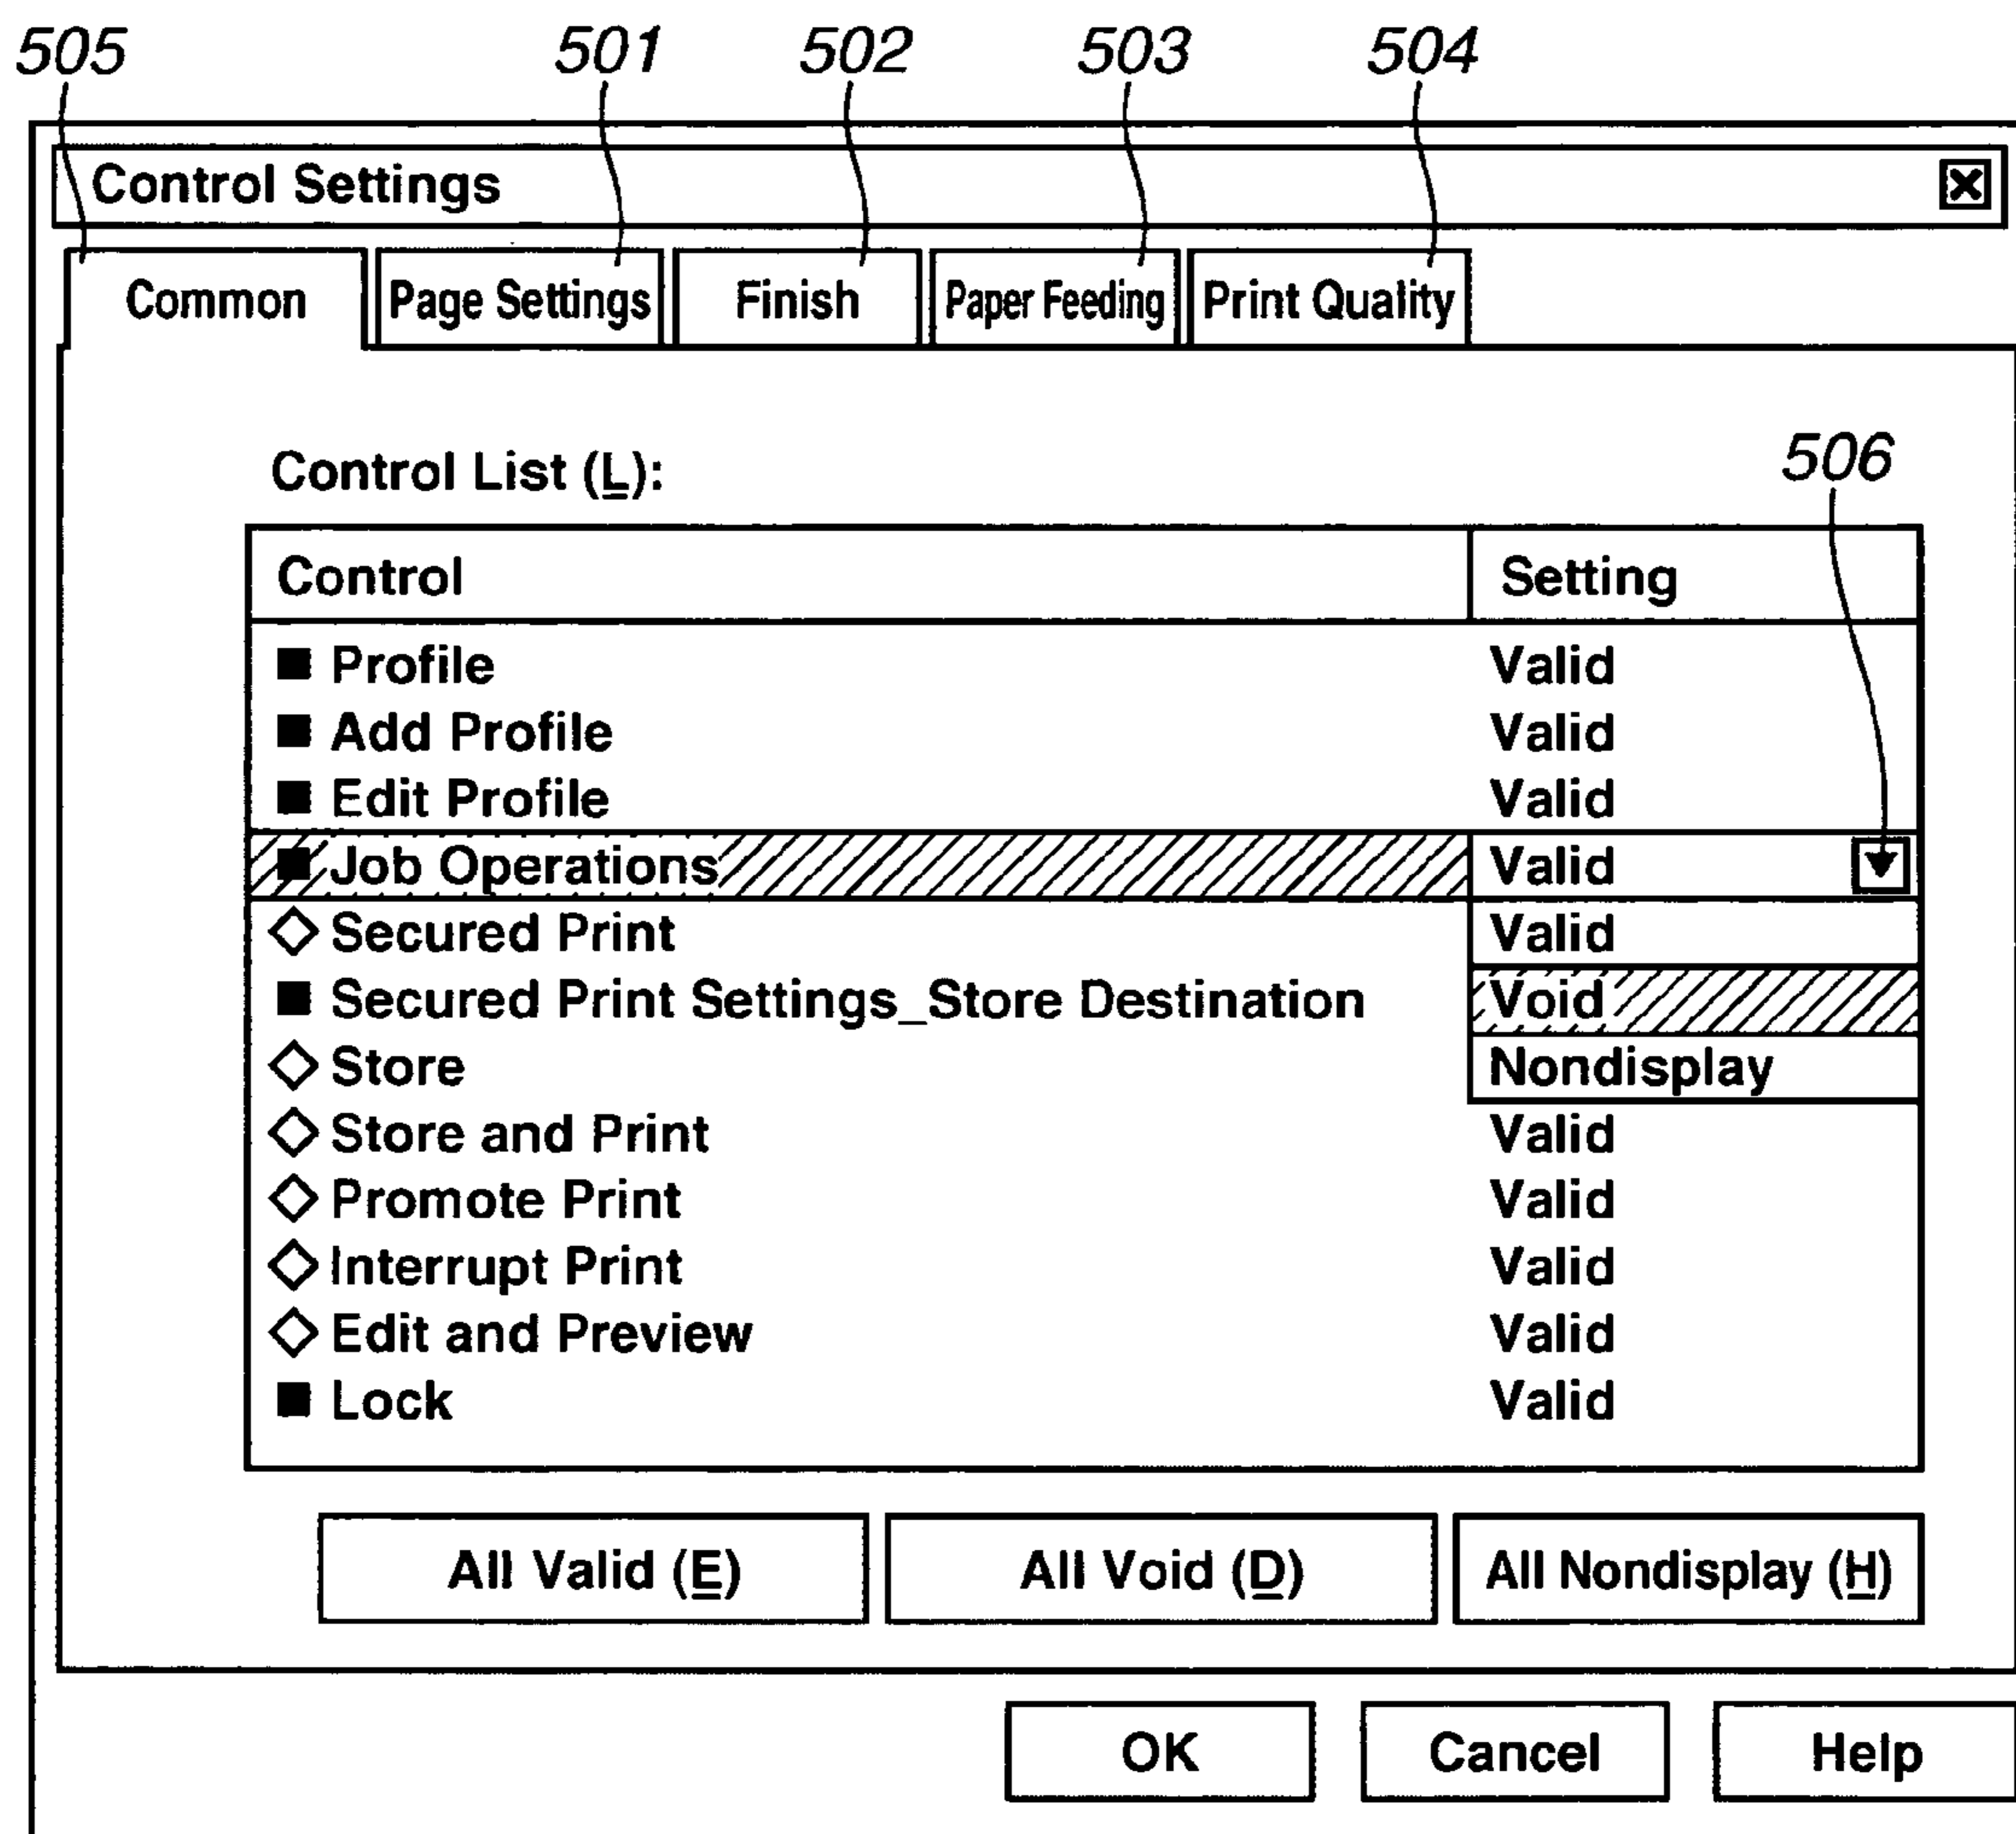 505 501 502 503 504
Control Settings
Common Page Settings Finish Paper Feeding Print Quality
506
Control List (L):
Control Setting
■ Profile Valid
■ Add Profile Valid
■ Edit Profile Valid
■ Job Operations Valid
◇ Secured Print Valid
■ Secured Print Settings_Store Destination Void
◇ Store Nondisplay
◇ Store and Print Valid
◇ Promote Print Valid
◇ Interrupt Print Valid
◇ Edit and Preview Valid
■ Lock Valid
All Valid (E) All Void (D) All Nondisplay (H)
OK Cancel Help